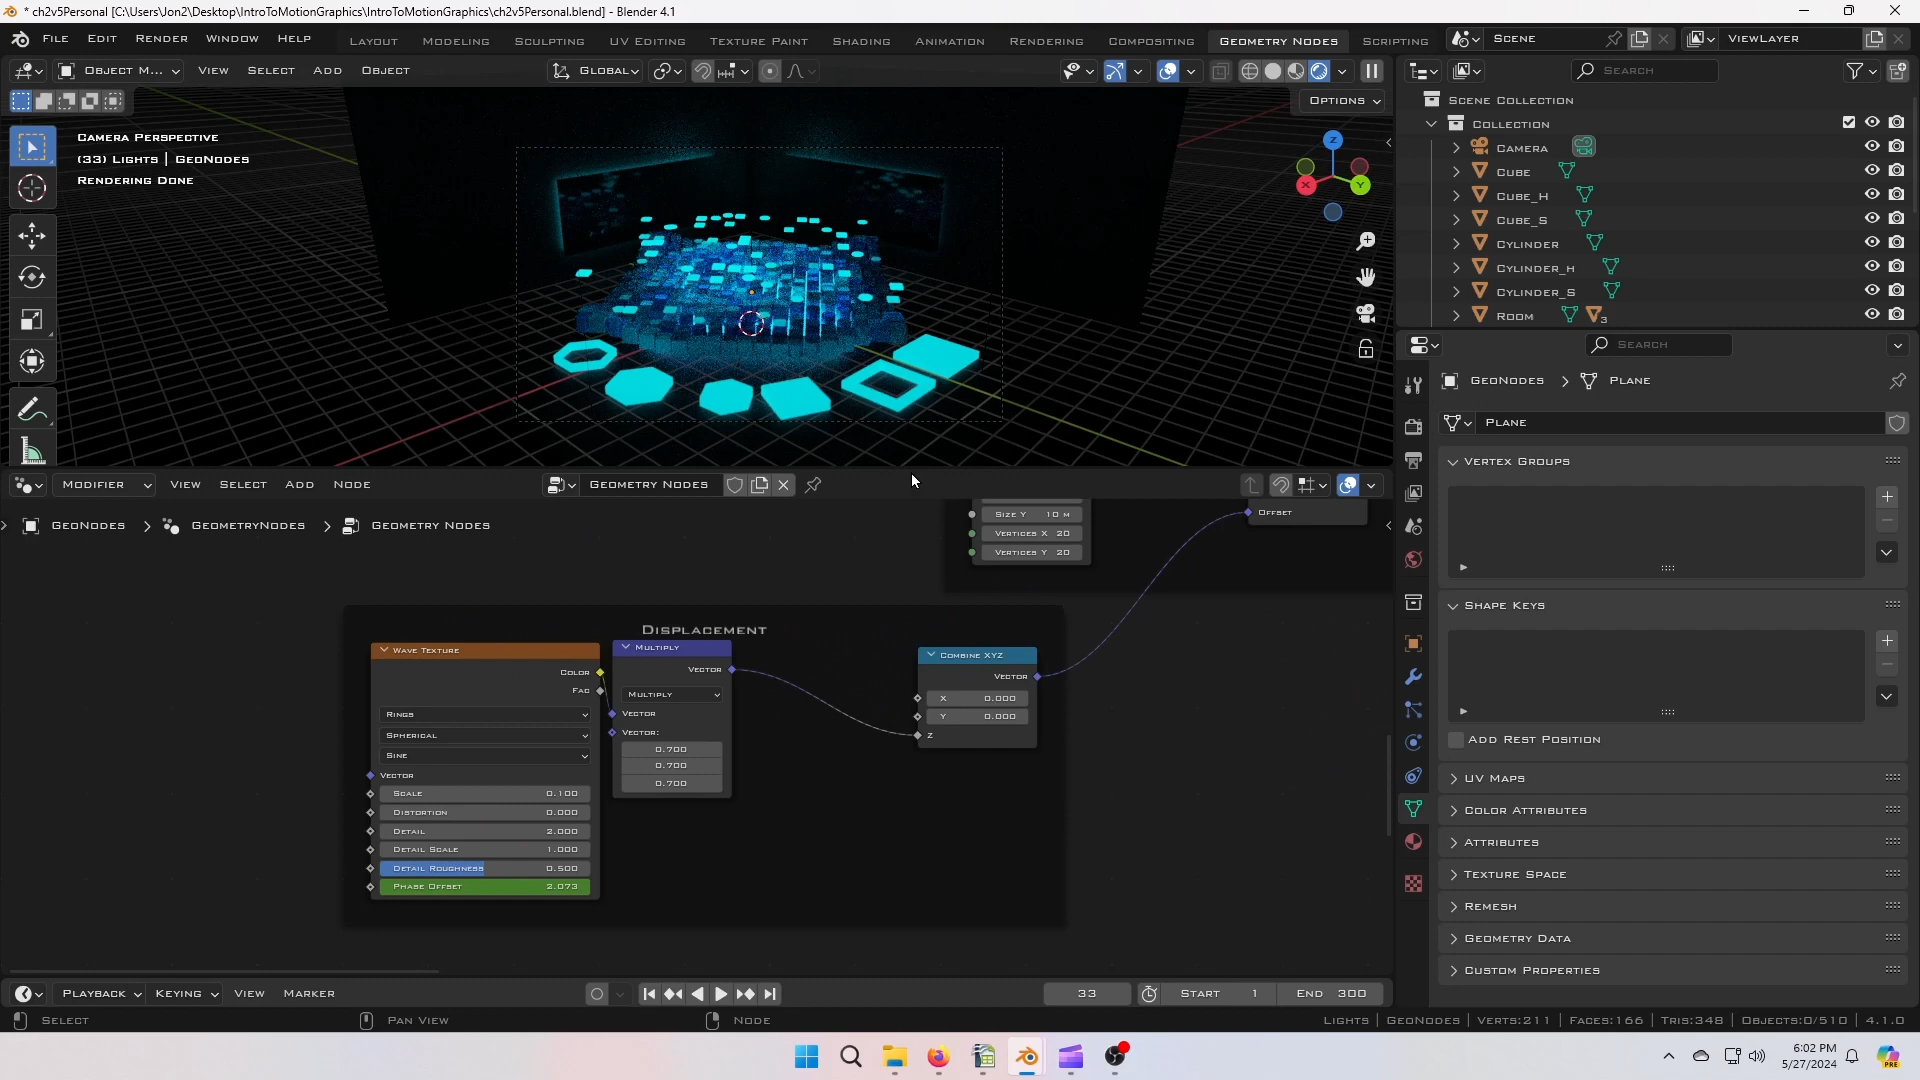 * ch2v5Personal [C:\Users\Jon2\Desktop\IntroToMotionGraphics\IntroToMotionGraphics\ch2v5Personal.blend] - Blender 4.1
File Edit Render Window Help Layout Modeling Sculpting UV Editing Texture Paint Shading Animation Rendering Compositing Geometry Nodes Scripting Scene ViewLayer
Object M... View Select Add Object Global Search
Options
Camera Perspective
(33) Lights | GeoNodes
Rendering Done
Z
X
Y
Scene Collection
Collection
Camera
Cube
Cube_H
Cube_S
Cylinder
Cylinder_H
Cylinder_S
Room 3
Search
GeoNodes > Plane
Plane
Vertex Groups
Shape Keys
Add Rest Position
UV Maps
Color Attributes
Attributes
Texture Space
Remesh
Geometry Data
Custom Properties
Modifier View Select Add Node Geometry Nodes
GeoNodes > GeometryNodes > Geometry Nodes
Size Y 10 m
Vertices X 20
Vertices Y 20
Offset
Displacement
Wave Texture
Color
Fac
Rings
Spherical
Sine
Vector
Scale 0.100
Distortion 0.000
Detail 2.000
Detail Scale 1.000
Detail Roughness 0.500
Phase Offset 2.073
Multiply
Vector
Multiply
Vector
Vector:
0.700
0.700
0.700
Combine XYZ
Vector
X 0.000
Y 0.000
Z
Playback Keying View Marker 33 Start 1 End 300
Select Pan View Node Lights | GeoNodes | Verts:211 | Faces:166 | Tris:348 | Objects:0/510 | 4.1.0
6:02 PM
5/27/2024
PRE